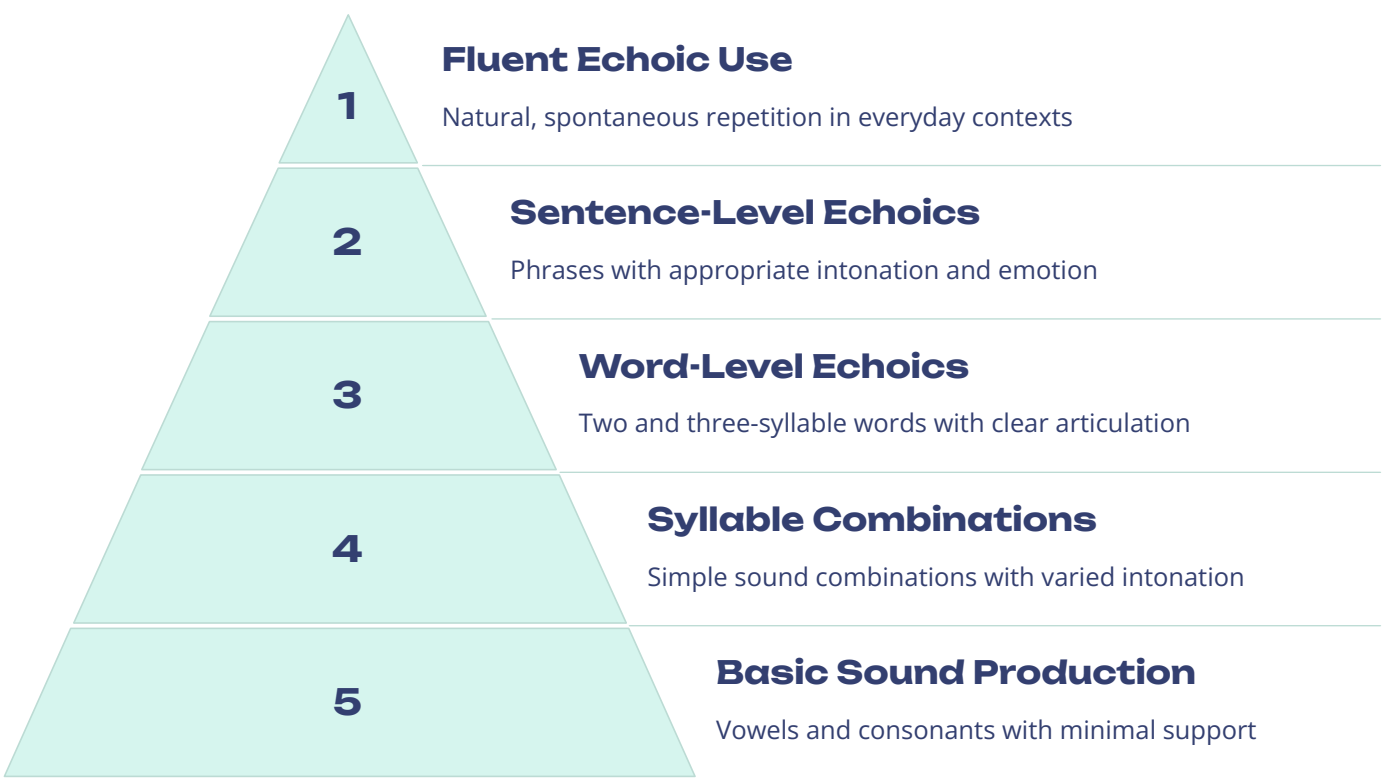 Fluent Echoic Use
1
Natural, spontaneous repetition in everyday contexts
Sentence-Level Echoics
2
Phrases with appropriate intonation and emotion
Word-Level Echoics
3
Two and three-syllable words with clear articulation
Syllable Combinations
4
Simple sound combinations with varied intonation
Basic Sound Production
5
Vowels and consonants with minimal support